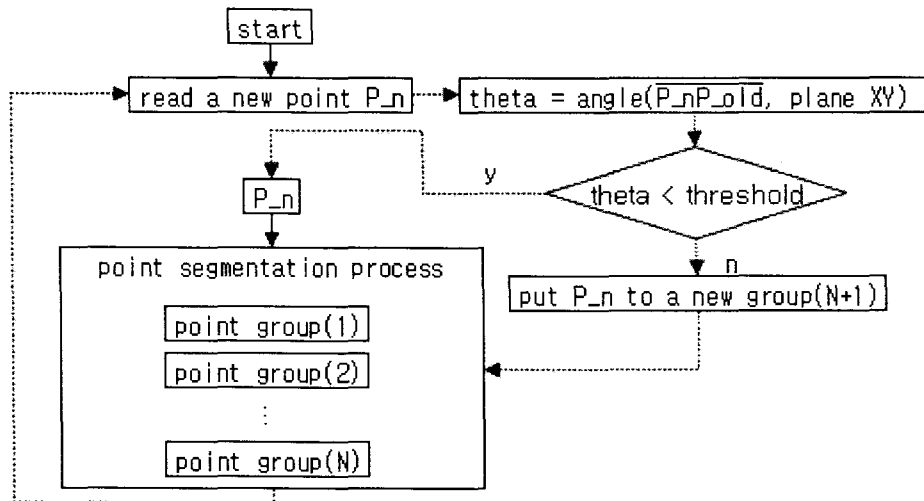 start
read a new point P_n
theta = angle(P_nP_old, plane XY)
y
theta < threshold
P_n
n
point segmentation process
put P_n to a new group(N+1)
point group(1)
point group(2)
⋮
point group(N)